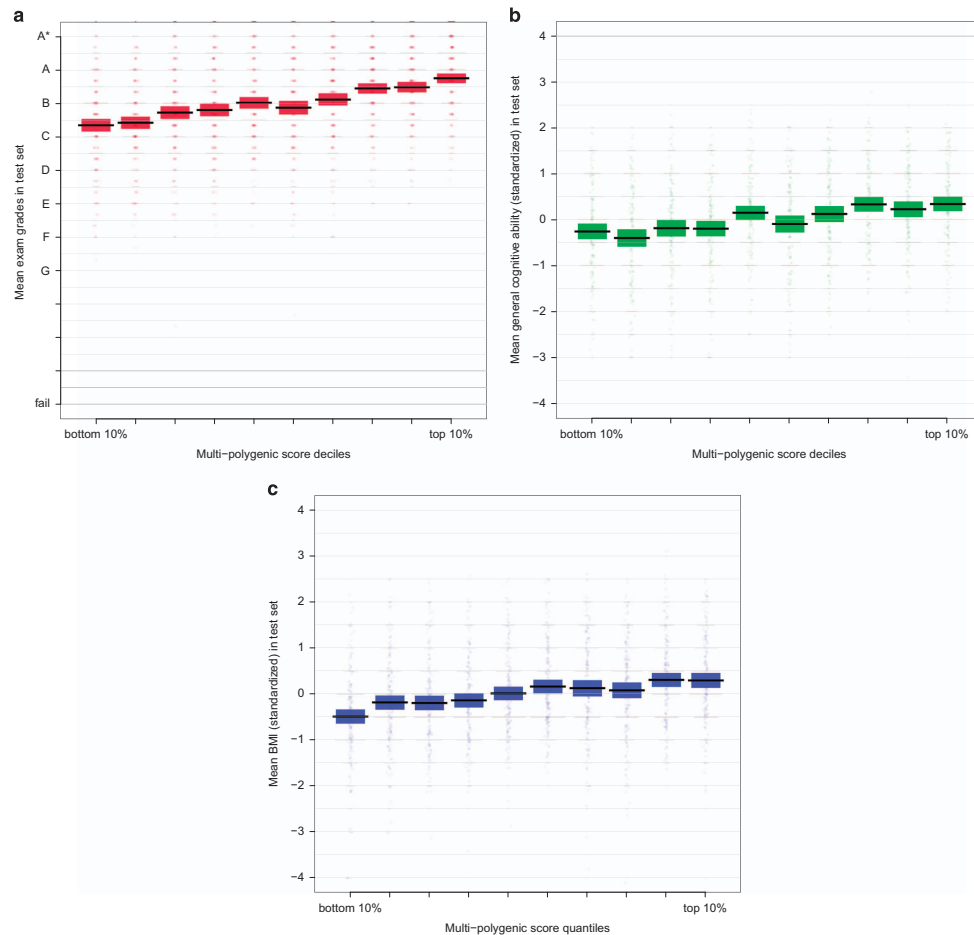 a
A*
A
B
C
D
E
F
G
fail
Mean exam grades in test set
bottom 10%
top 10%
Multi-polygenic score deciles
b
4
3
2
1
0
−1
−2
−3
−4
Mean general cognitive ability (standardized) in test set
bottom 10%
top 10%
Multi-polygenic score deciles
c
4
3
2
1
0
−1
−2
−3
−4
Mean BMI (standardized) in test set
bottom 10%
top 10%
Multi-polygenic score quantiles